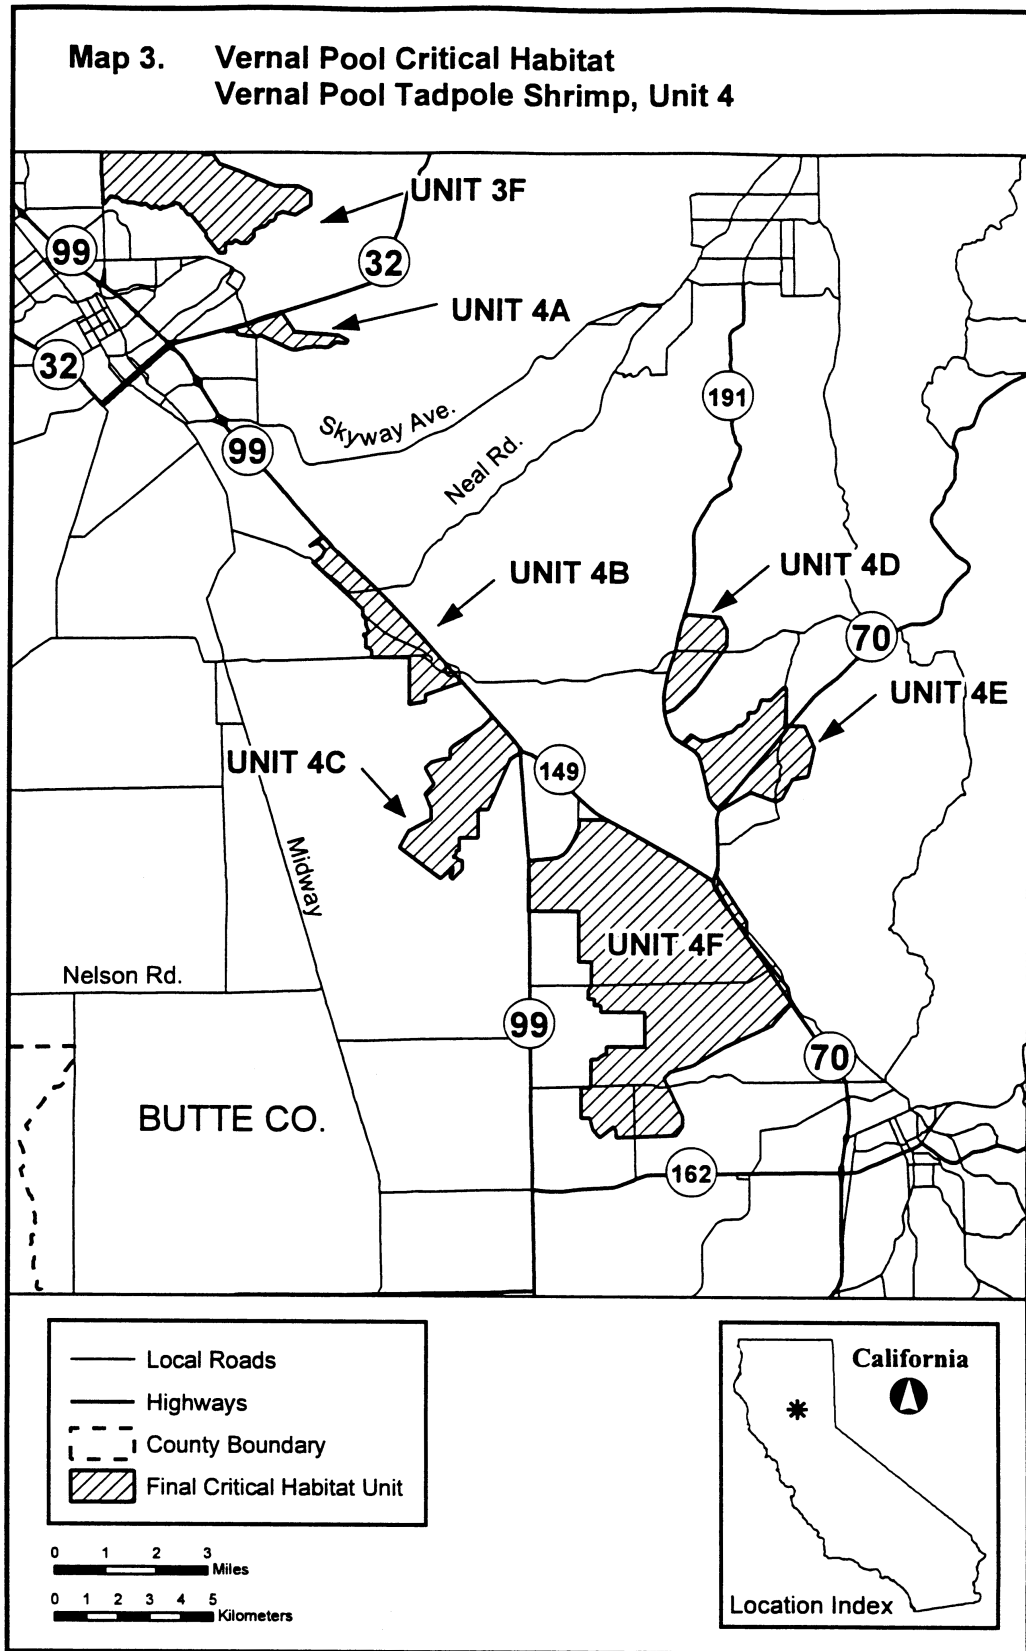 Map 3. Vernal Pool Critical Habitat
Vernal Pool Tadpole Shrimp, Unit 4
UNIT 3F
99
32
UNIT 4A
32
191
Skyway Ave.
99
Neal Rd.
UNIT 4B
UNIT 4D
70
UNIT 4E
UNIT 4C
149
Midway
UNIT 4F
Nelson Rd.
99
70
BUTTE CO.
162
Local Roads
Highways
County Boundary
Final Critical Habitat Unit
0 1 2 3
Miles
0 1 2 3 4 5
Kilometers
California
Location Index